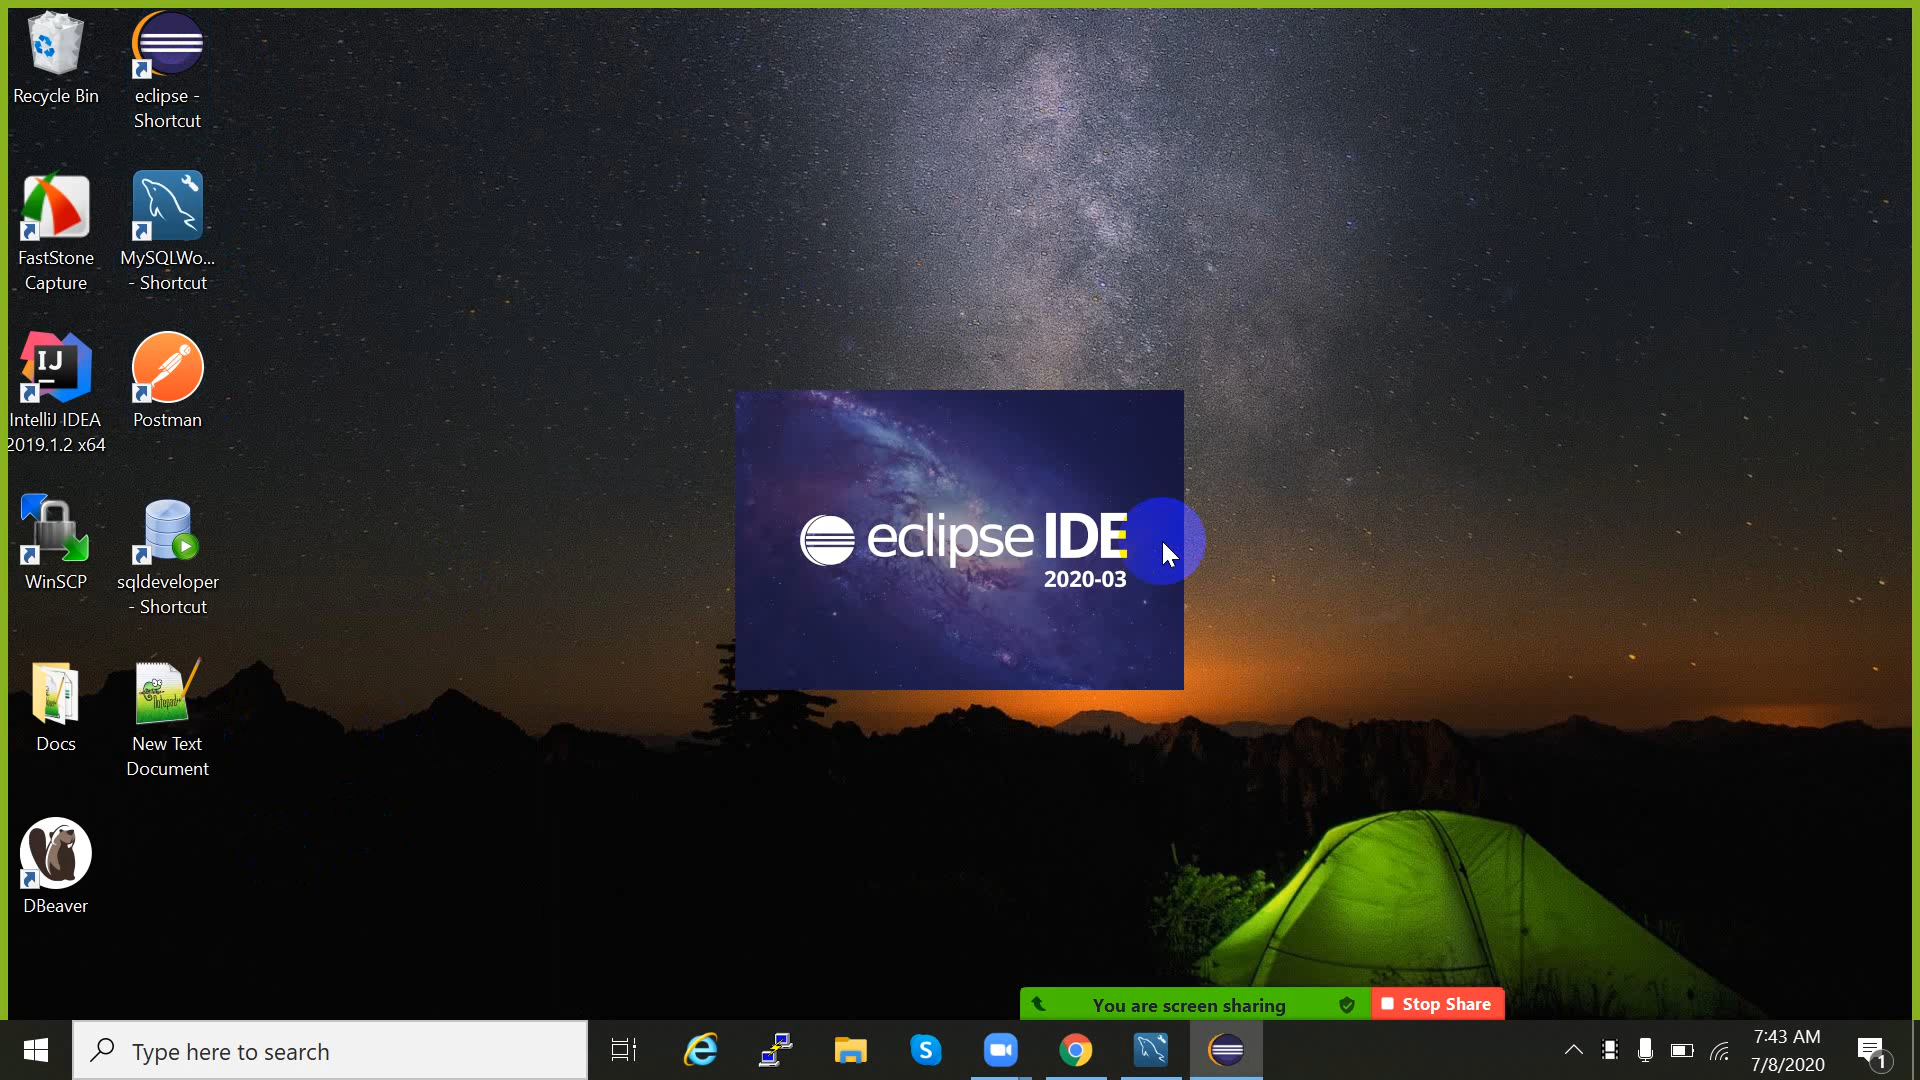 Recycle Bin
eclipse -
Shortcut
FastStone
Capture
MySQLWo...
- Shortcut
IJ
IntelliJ IDEA
2019.1.2 x64
Postman
WinSCP
sqldeveloper
- Shortcut
Docs
New Text
Document
DBeaver
eclipse IDE
2020-03
You are screen sharing
Stop Share
Type here to search
S
7:43 AM
7/8/2020
1